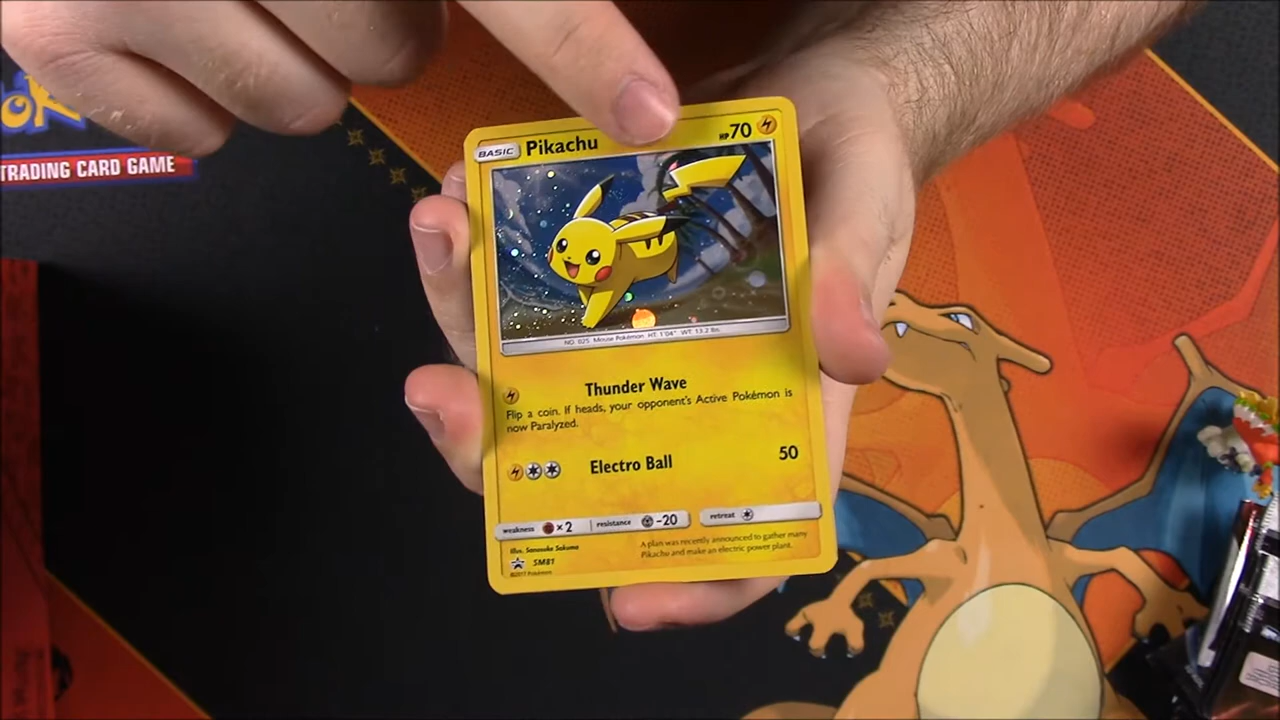 TRADING CARD GAME
BASIC Pikachu HP70
NO. 025 Mouse Pokémon HT: 1'04" WT: 13.2 lbs.
Thunder Wave
Flip a coin. If heads, your opponent's Active Pokémon is
now Paralyzed.
Electro Ball 50
weakness ×2 resistance -20 retreat
Illus. Sanosuke Sakuma
A plan was recently announced to gather many
Pikachu and make an electric power plant.
SM81
©2017 Pokémon